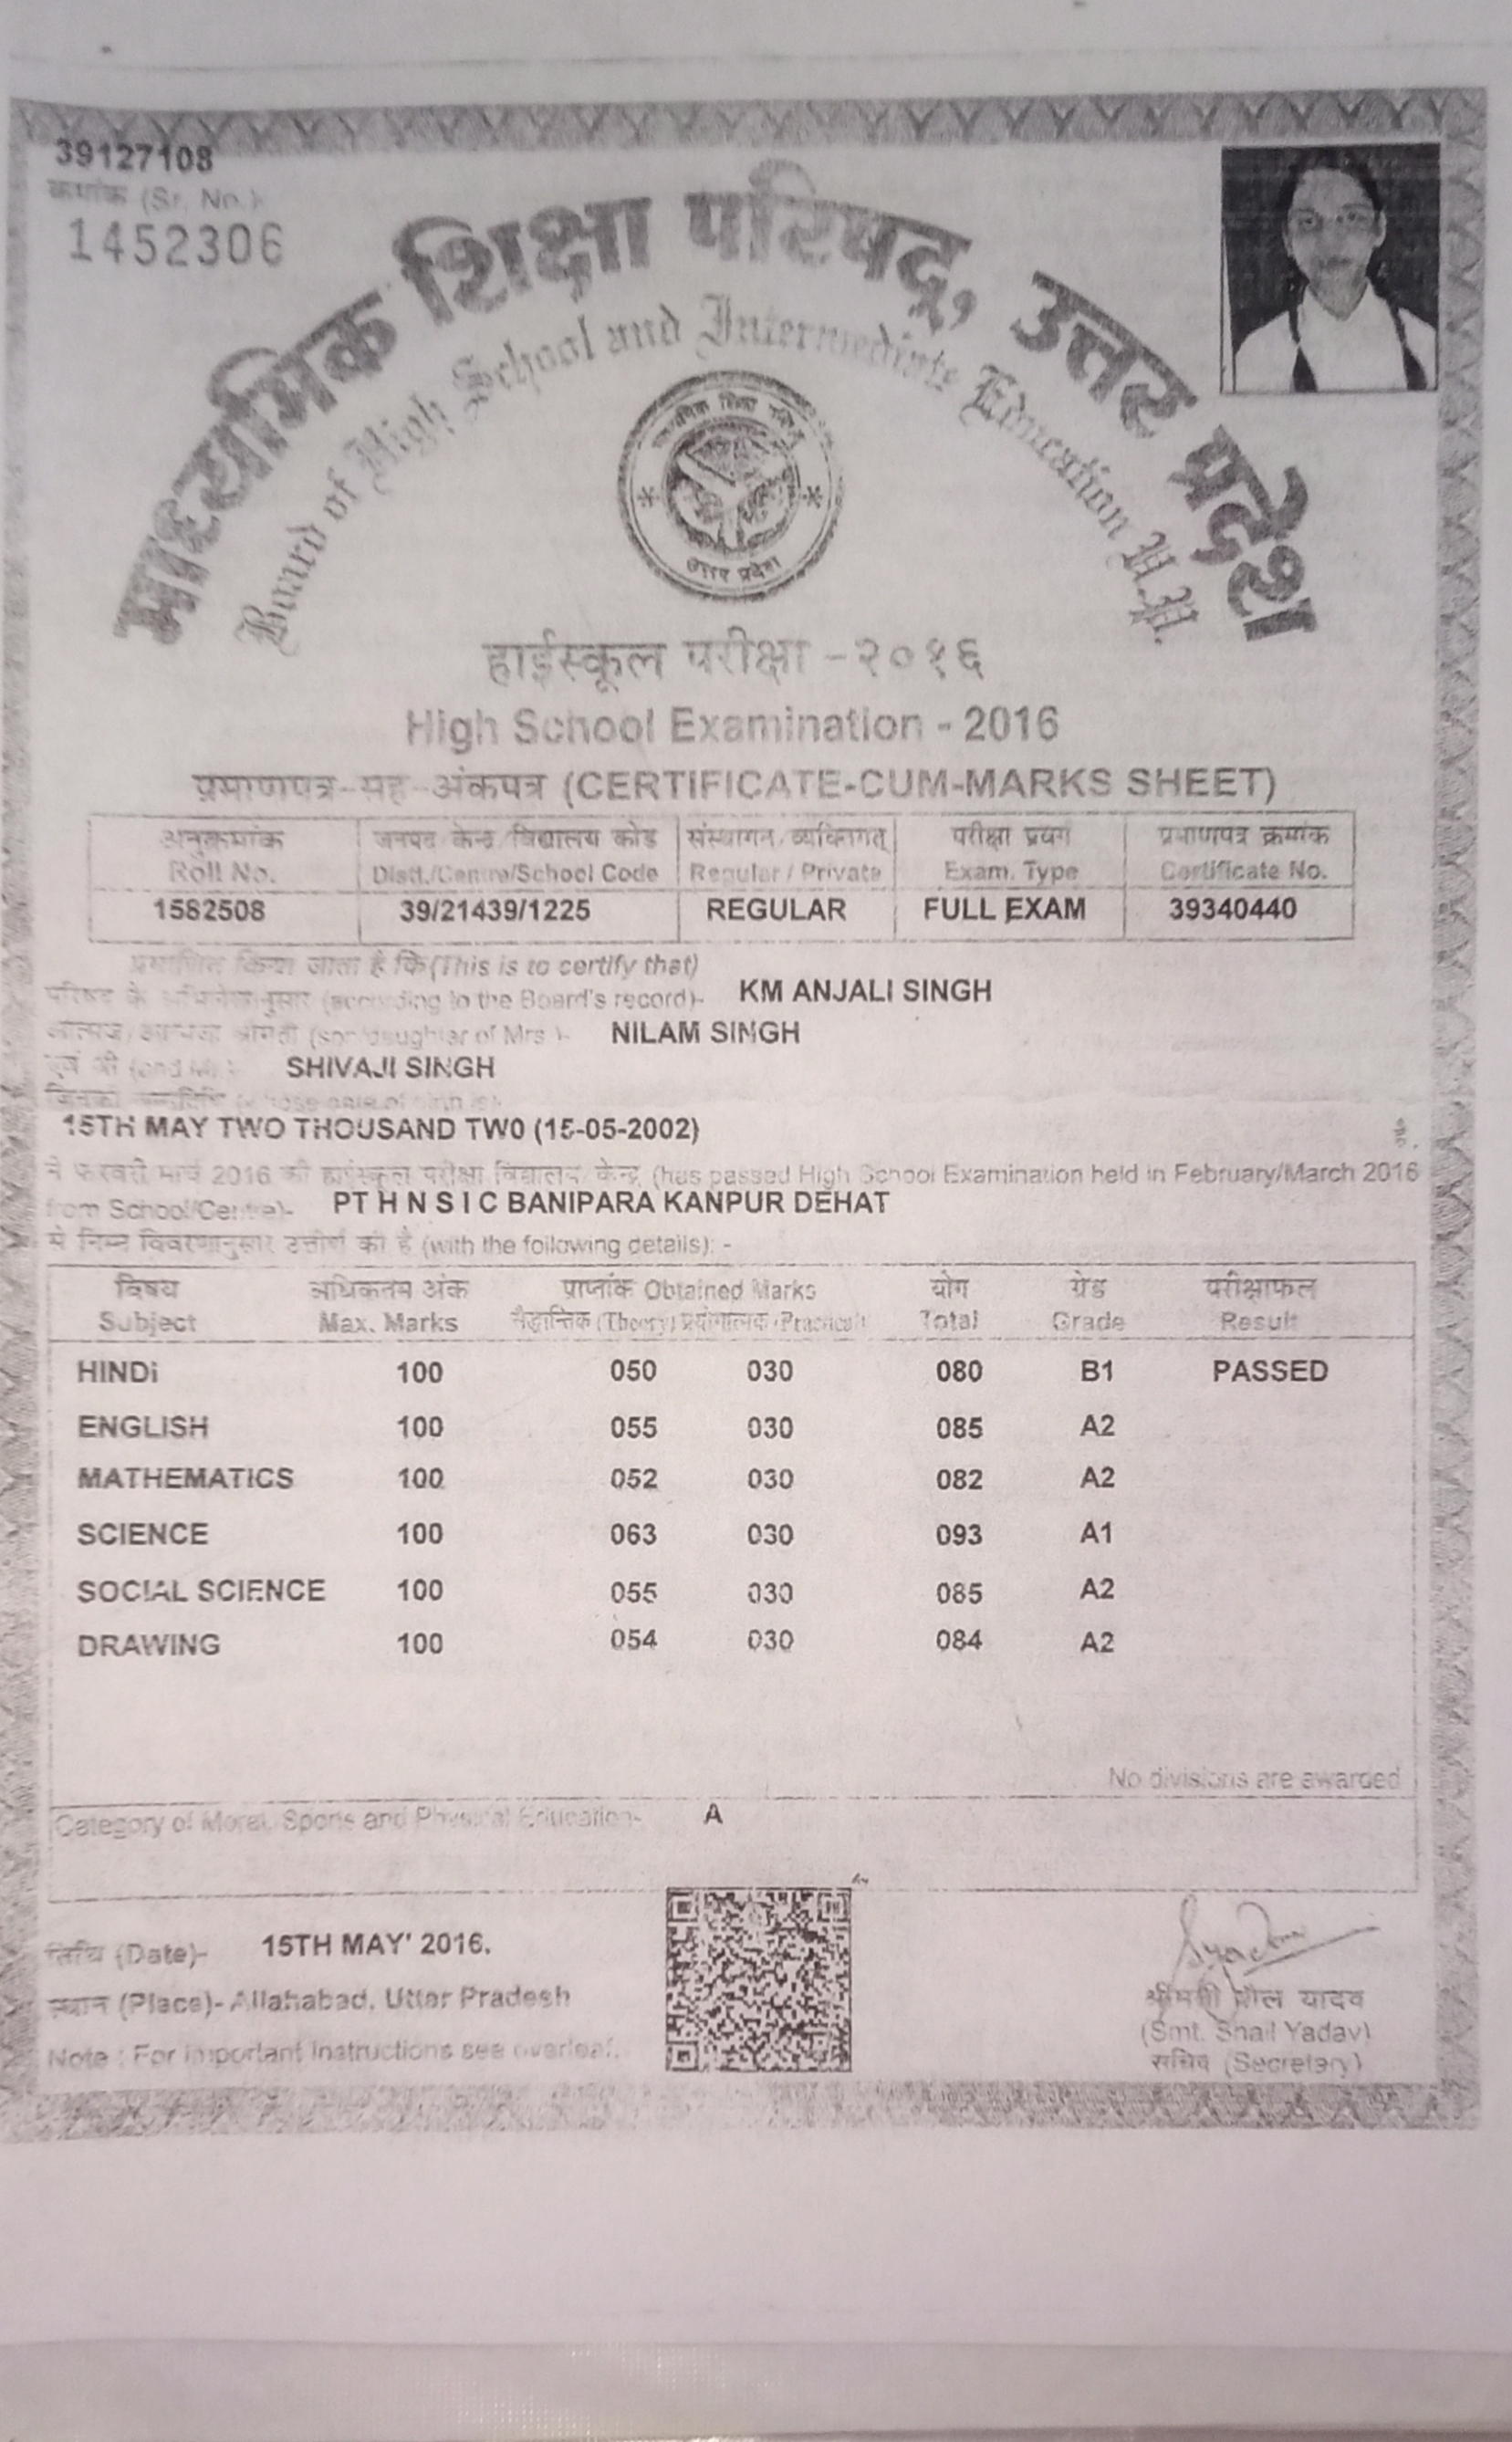 39127108
क्रमांक (Sr. No.)
1452306
माध्यमिक शिक्षा परिषद्, उत्तर प्रदेश
Board of High School and Intermediate Education U.P.
माध्यमिक शिक्षा परिषद्
उत्तर प्रदेश
हाईस्कूल परीक्षा - २०१६
High School Examination - 2016
प्रमाणपत्र-सह-अंकपत्र (CERTIFICATE-CUM-MARKS SHEET)
अनुक्रमांक जनपद/केन्द्र/विद्यालय कोड संस्थागत/व्यक्तिगत् परीक्षा प्रयर्ग प्रमाणपत्र क्रमांक
Roll No. Distt./Centre/School Code Regular / Private Exam. Type Certificate No.
1582508 39/21439/1225 REGULAR FULL EXAM 39340440
प्रमाणित किया जाता है कि (This is to certify that)
परिषद के अभिलेखानुसार (according to the Board's record)- KM ANJALI SINGH
आत्मज/आत्मजा श्रीमती (son/daughter of Mrs.)- NILAM SINGH
एवं श्री (and Mr.)- SHIVAJI SINGH
जिनकी जन्मतिथि (whose date of birth is)-
15TH MAY TWO THOUSAND TWO (15-05-2002) है,
ने फरवरी/मार्च 2016 की हाईस्कूल परीक्षा विद्यालय/केन्द्र (has passed High School Examination held in February/March 2016
from School/Centre)- PT H N S I C BANIPARA KANPUR DEHAT
से निम्न विवरणानुसार उत्तीर्ण की है (with the following details): -
विषय अधिकतम अंक प्राप्तांक Obtained Marks योग ग्रेड परीक्षाफल
Subject Max. Marks सैद्धान्तिक (Theory) प्रयोगात्मक (Practical) Total Grade Result
HINDi 100 050 030 080 B1 PASSED
ENGLISH 100 055 030 085 A2
MATHEMATICS 100 052 030 082 A2
SCIENCE 100 063 030 093 A1
SOCIAL SCIENCE 100 055 030 085 A2
DRAWING 100 054 030 084 A2
No divisions are awarded
Category of Moral, Sports and Physical Education- A
तिथि (Date)- 15TH MAY' 2016.
स्थान (Place)- Allahabad, Uttar Pradesh
Note : For important instructions see overleaf.
श्रीमती शैल यादव
(Smt. Shail Yadav)
सचिव (Secretary)